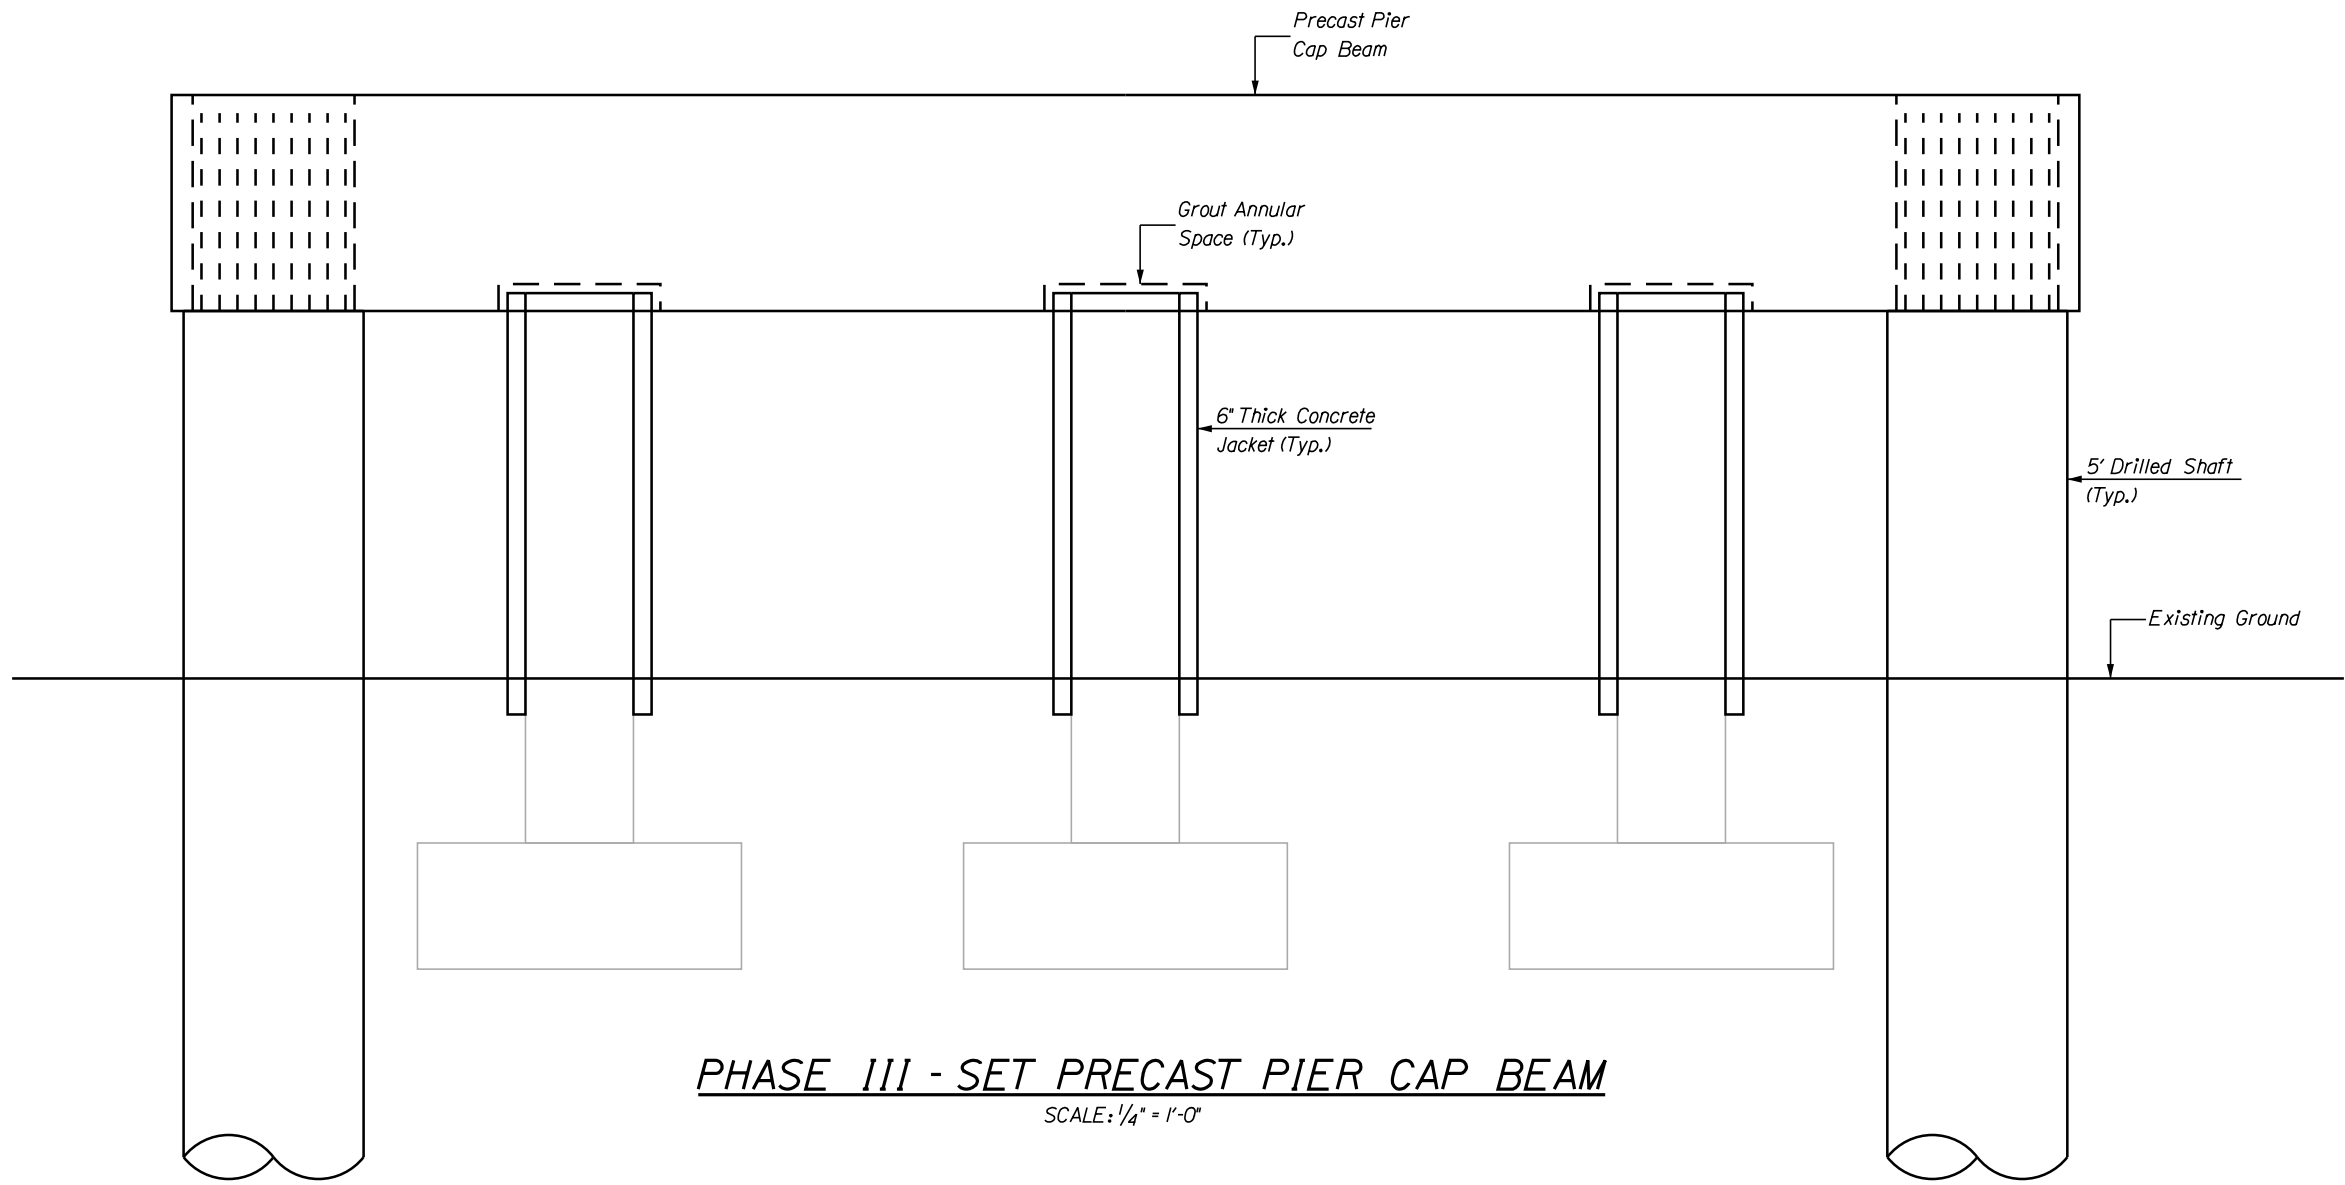 Precast Pier
Cap Beam
Grout Annular
Space (Typ.)
6" Thick Concrete
Jacket (Typ.)
5' Drilled Shaft
(Typ.)
Existing Ground
PHASE III - SET PRECAST PIER CAP BEAM
SCALE: 1/4" = 1'-0"